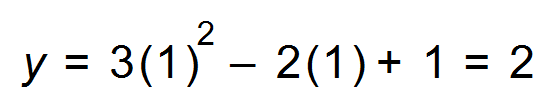 y = 3(1)² – 2(1) + 1 = 2